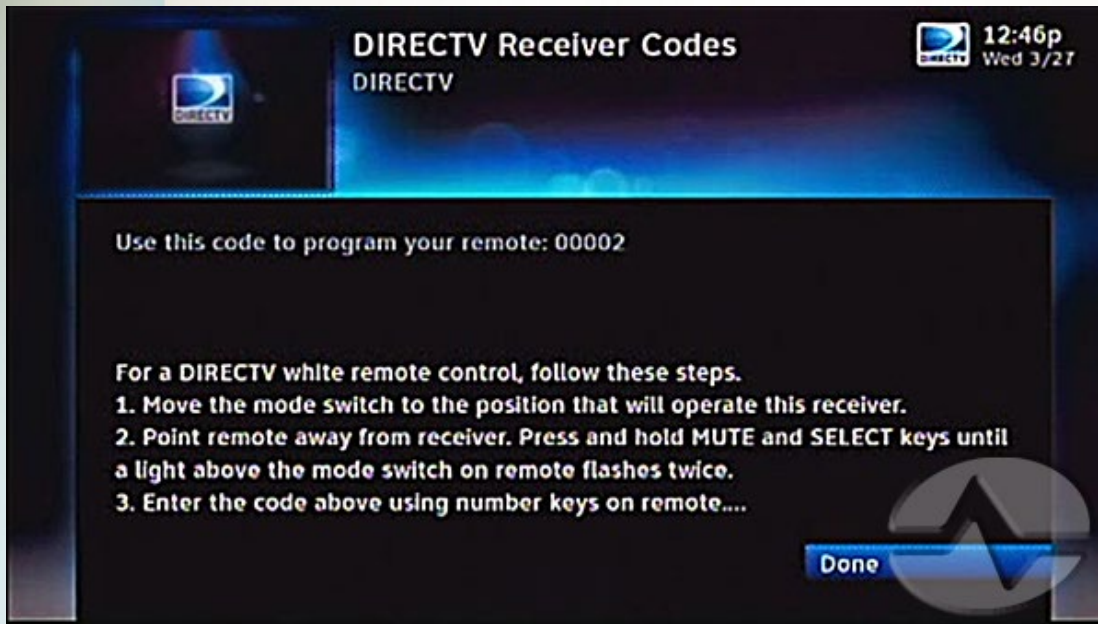 DIRECTV Receiver Codes
DIRECTV
12:46p
Wed 3/27
DIRECTV
DIRECTV
Use this code to program your remote: 00002
For a DIRECTV white remote control, follow these steps.
1. Move the mode switch to the position that will operate this receiver.
2. Point remote away from receiver. Press and hold MUTE and SELECT keys until
a light above the mode switch on remote flashes twice.
3. Enter the code above using number keys on remote....
Done